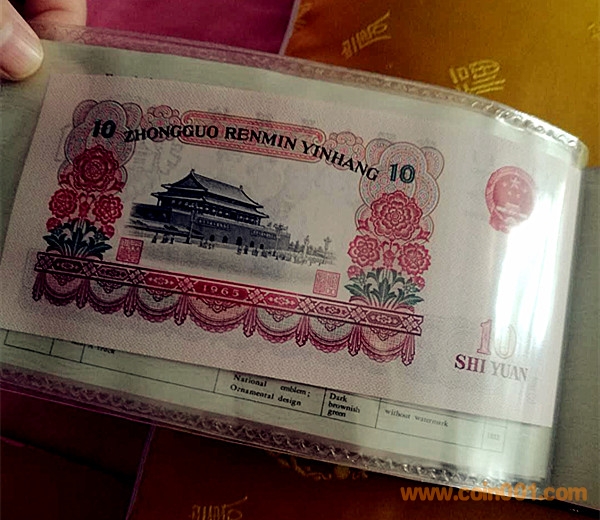 10 ZHONGGUO RENMIN YINHANG 10
1965
10
SHI YUAN
National emblem;
Ornamental design
Dark
brownish
green
without watermark
www.coin001.com